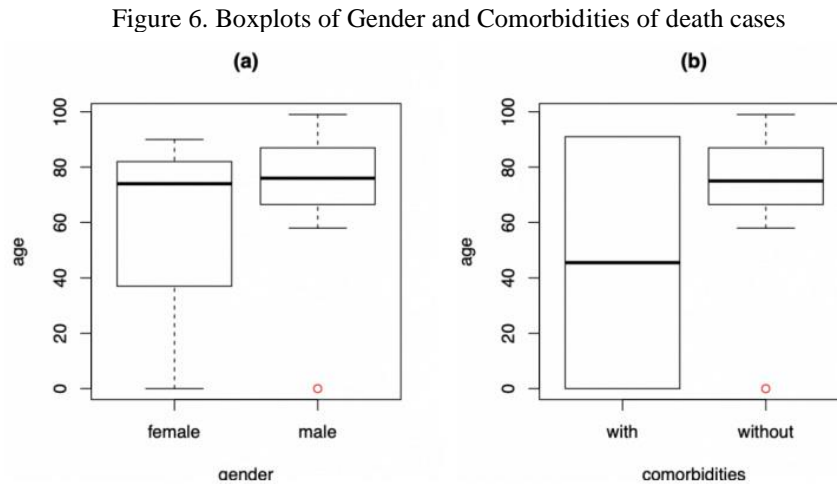 Figure 6. Boxplots of Gender and Comorbidities of death cases
(a)
100
80
60
40
20
0
age
female male
gender
(b)
100
80
60
40
20
0
age
with without
comorbidities